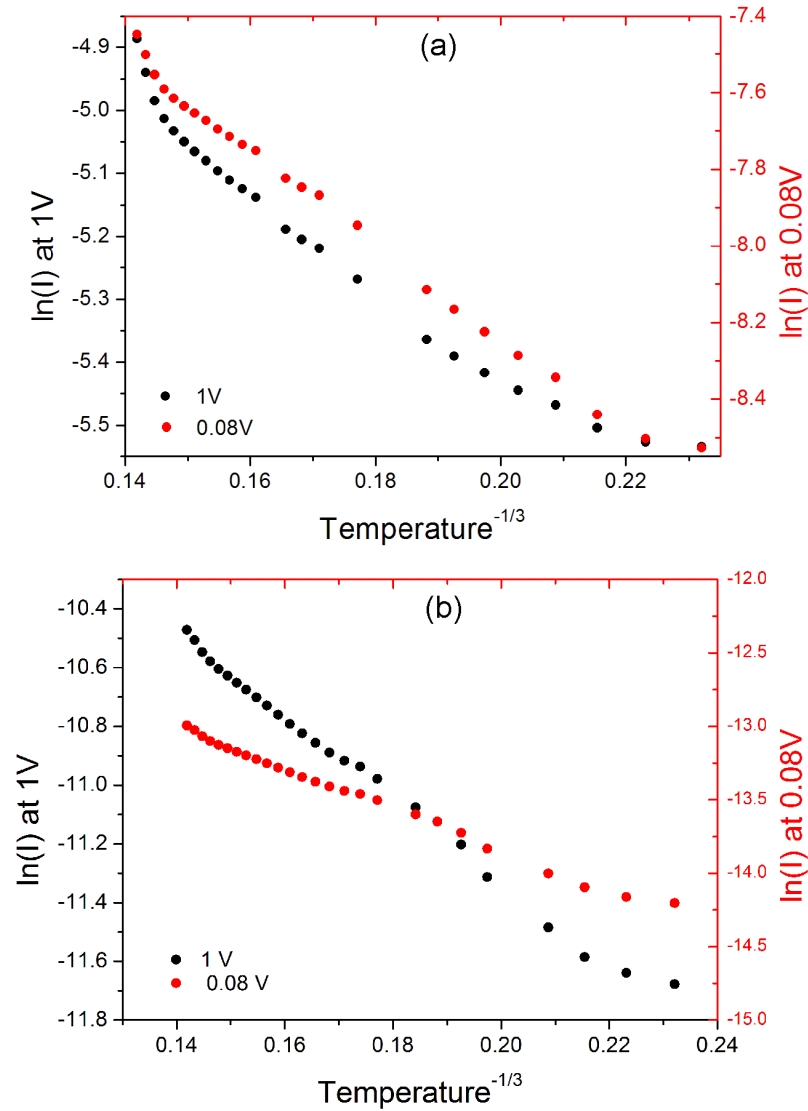 (a)
-4.9
-5.0
-5.1
-5.2
-5.3
-5.4
-5.5
ln(I) at 1V
-7.4
-7.6
-7.8
-8.0
-8.2
-8.4
ln(I) at 0.08V
1V
0.08V
0.14 0.16 0.18 0.20 0.22
Temperature-1/3
(b)
-10.4
-10.6
-10.8
-11.0
-11.2
-11.4
-11.6
-11.8
ln(I) at 1V
-12.0
-12.5
-13.0
-13.5
-14.0
-14.5
-15.0
ln(I) at 0.08V
1 V
0.08 V
0.14 0.16 0.18 0.20 0.22 0.24
Temperature-1/3